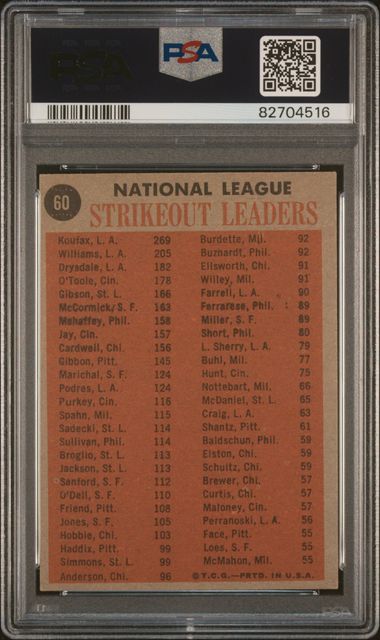 PSA
PSA
82704516
60
NATIONAL LEAGUE
STRIKEOUT LEADERS
Koufax, L. A. 269
Williams, L. A. 205
Drysdale, L. A. 182
O'Toole, Cin. 178
Gibson, St. L. 166
McCormick, S. F. 163
Mahaffey, Phil. 158
Jay, Cin. 157
Cardwell, Chi. 156
Gibbon, Pitt. 145
Marichal, S. F. 124
Podres, L. A. 124
Purkey, Cin. 116
Spahn, Mil. 115
Sadecki, St. L. 114
Sullivan, Phil. 114
Broglio, St. L. 113
Jackson, St. L. 113
Sanford, S. F. 112
O'Dell, S. F. 110
Friend, Pitt. 108
Jones, S. F. 105
Hobbie, Chi. 103
Haddix, Pitt. 99
Simmons, St. L. 99
Anderson, Chi. 96
Burdette, Mil. 92
Buzhardt, Phil. 92
Ellsworth, Chi. 91
Willey, Mil. 91
Farrell, L. A. 90
Ferrarese, Phil. 89
Miller, S. F. 89
Short, Phil. 80
L. Sherry, L. A. 79
Buhl, Mil. 77
Hunt, Cin. 75
Nottebart, Mil. 66
McDaniel, St. L. 65
Craig, L. A. 63
Shantz, Pitt. 61
Baldschun, Phil. 59
Elston, Chi. 59
Schultz, Chi. 59
Brewer, Chi. 57
Curtis, Chi. 57
Maloney, Cin. 57
Perranoski, L. A. 56
Face, Pitt. 55
Loes, S. F. 55
McMahon, Mil. 55
© T.C.G.—PRTD. IN U.S.A.